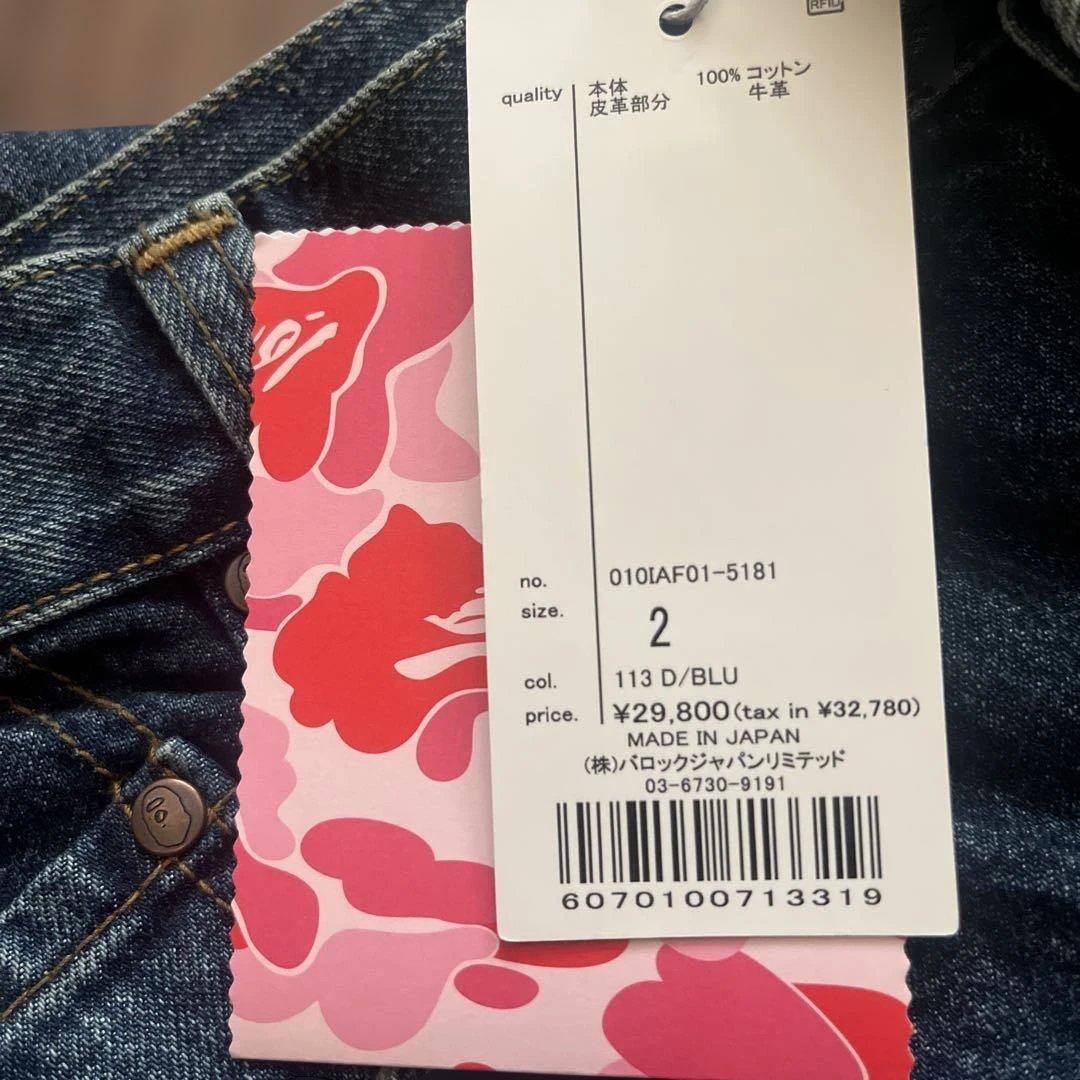 RFID
quality 本体 100% コットン
皮革部分 牛革
no. 010IAF01-5181
size. 2
col. 113 D/BLU
price. ¥29,800(tax in ¥32,780)
MADE IN JAPAN
(株)バロックジャパンリミテッド
03-6730-9191
6070100713319